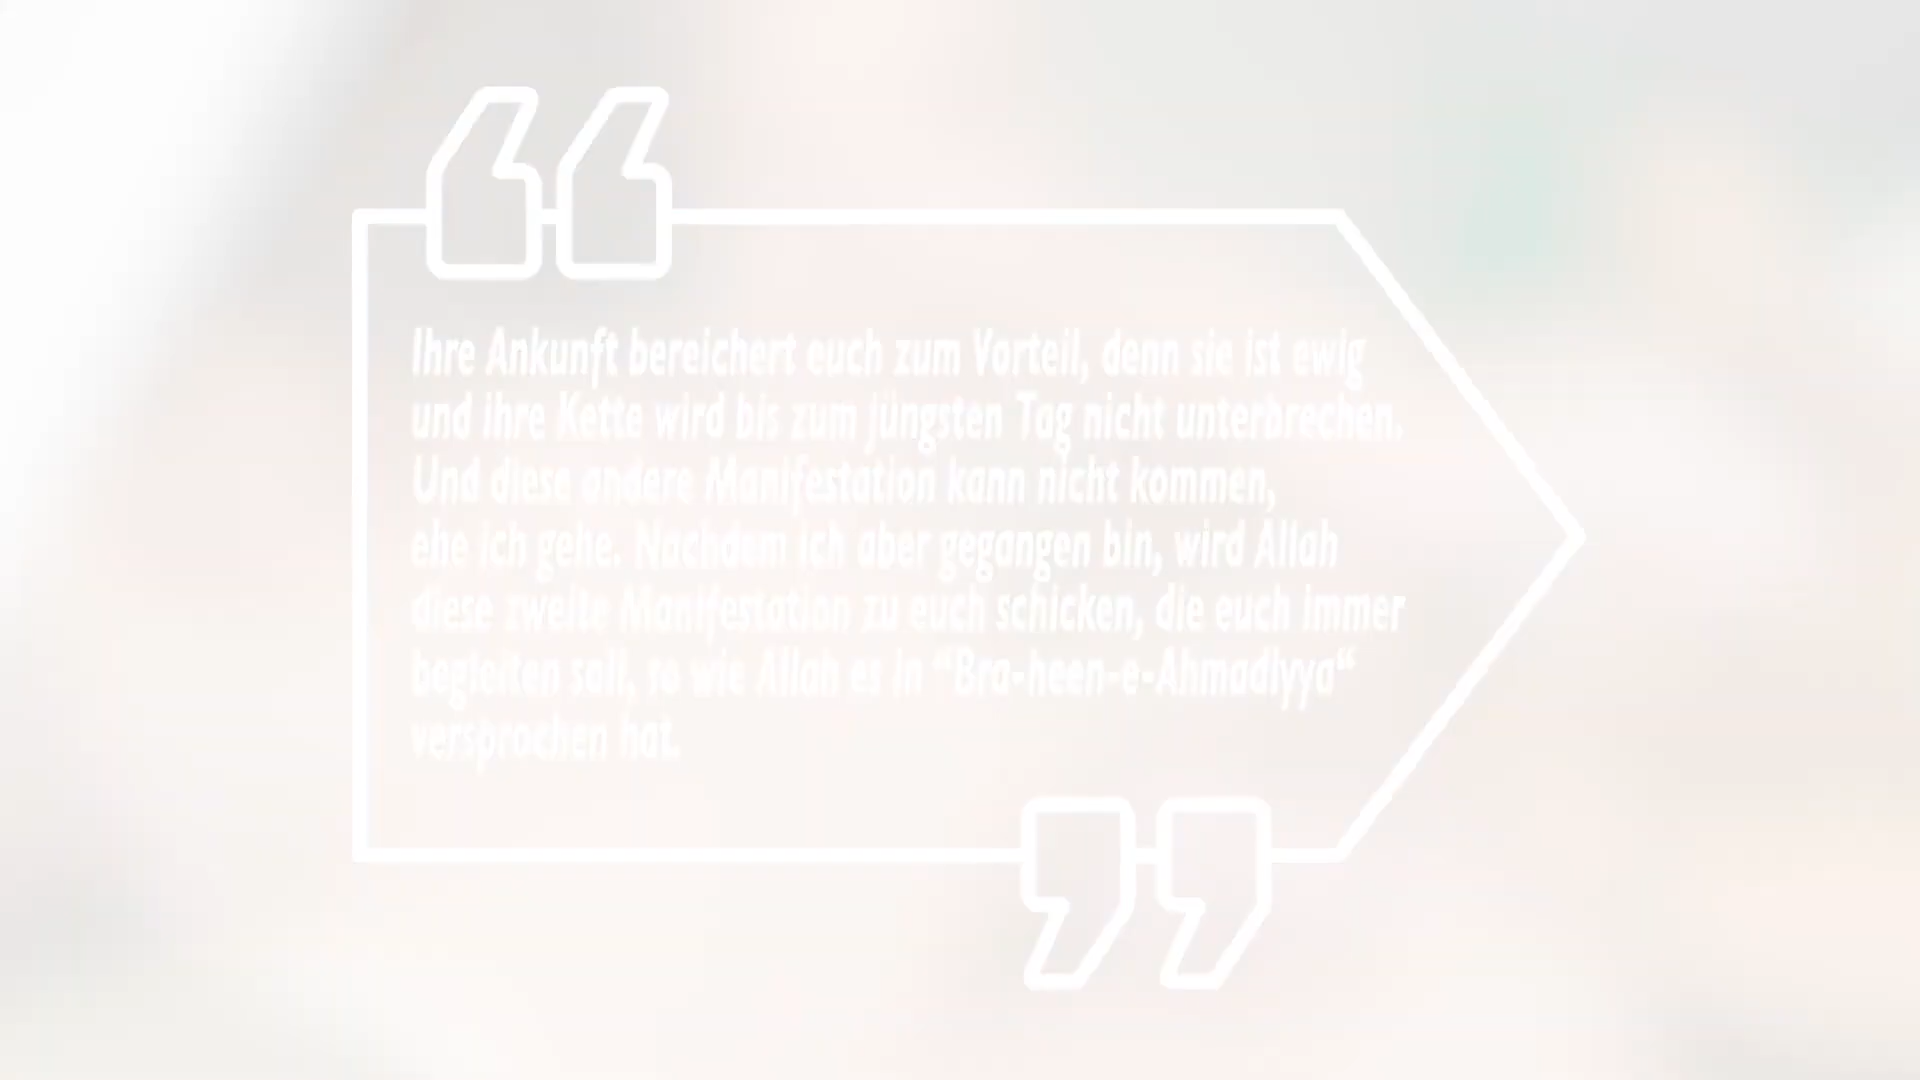 Ihre Ankunft bereichert euch zum Vorteil, denn sie ist ewig
und ihre Kette wird bis zum jüngsten Tag nicht unterbrechen.
Und diese andere Manifestation kann nicht kommen,
ehe ich gehe. Nachdem ich aber gegangen bin, wird Allah
diese zweite Manifestation zu euch schicken, die euch immer
begleiten soll, so wie Allah es in “Bra-heen-e-Ahmadiyya“
versprochen hat.